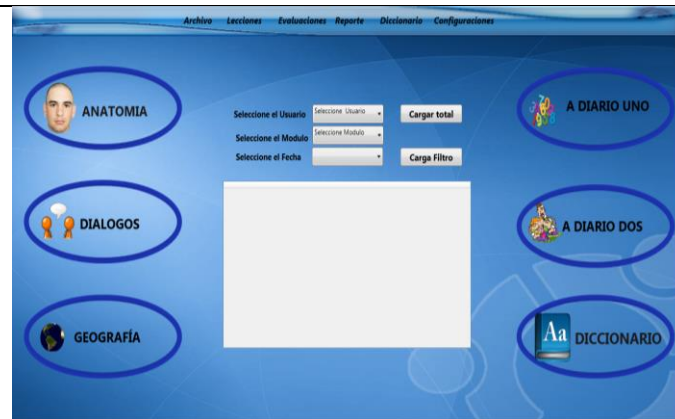 Archivo Lecciones Evaluaciones Reporte Diccionario Configuraciones
ANATOMIA
DIALOGOS
GEOGRAFÍA
Seleccione el Usuario Seleccione Usuario Cargar total
Seleccione el Modulo Seleccione Modulo
Seleccione el Fecha Carga Filtro
A DIARIO UNO
A DIARIO DOS
Aa DICCIONARIO